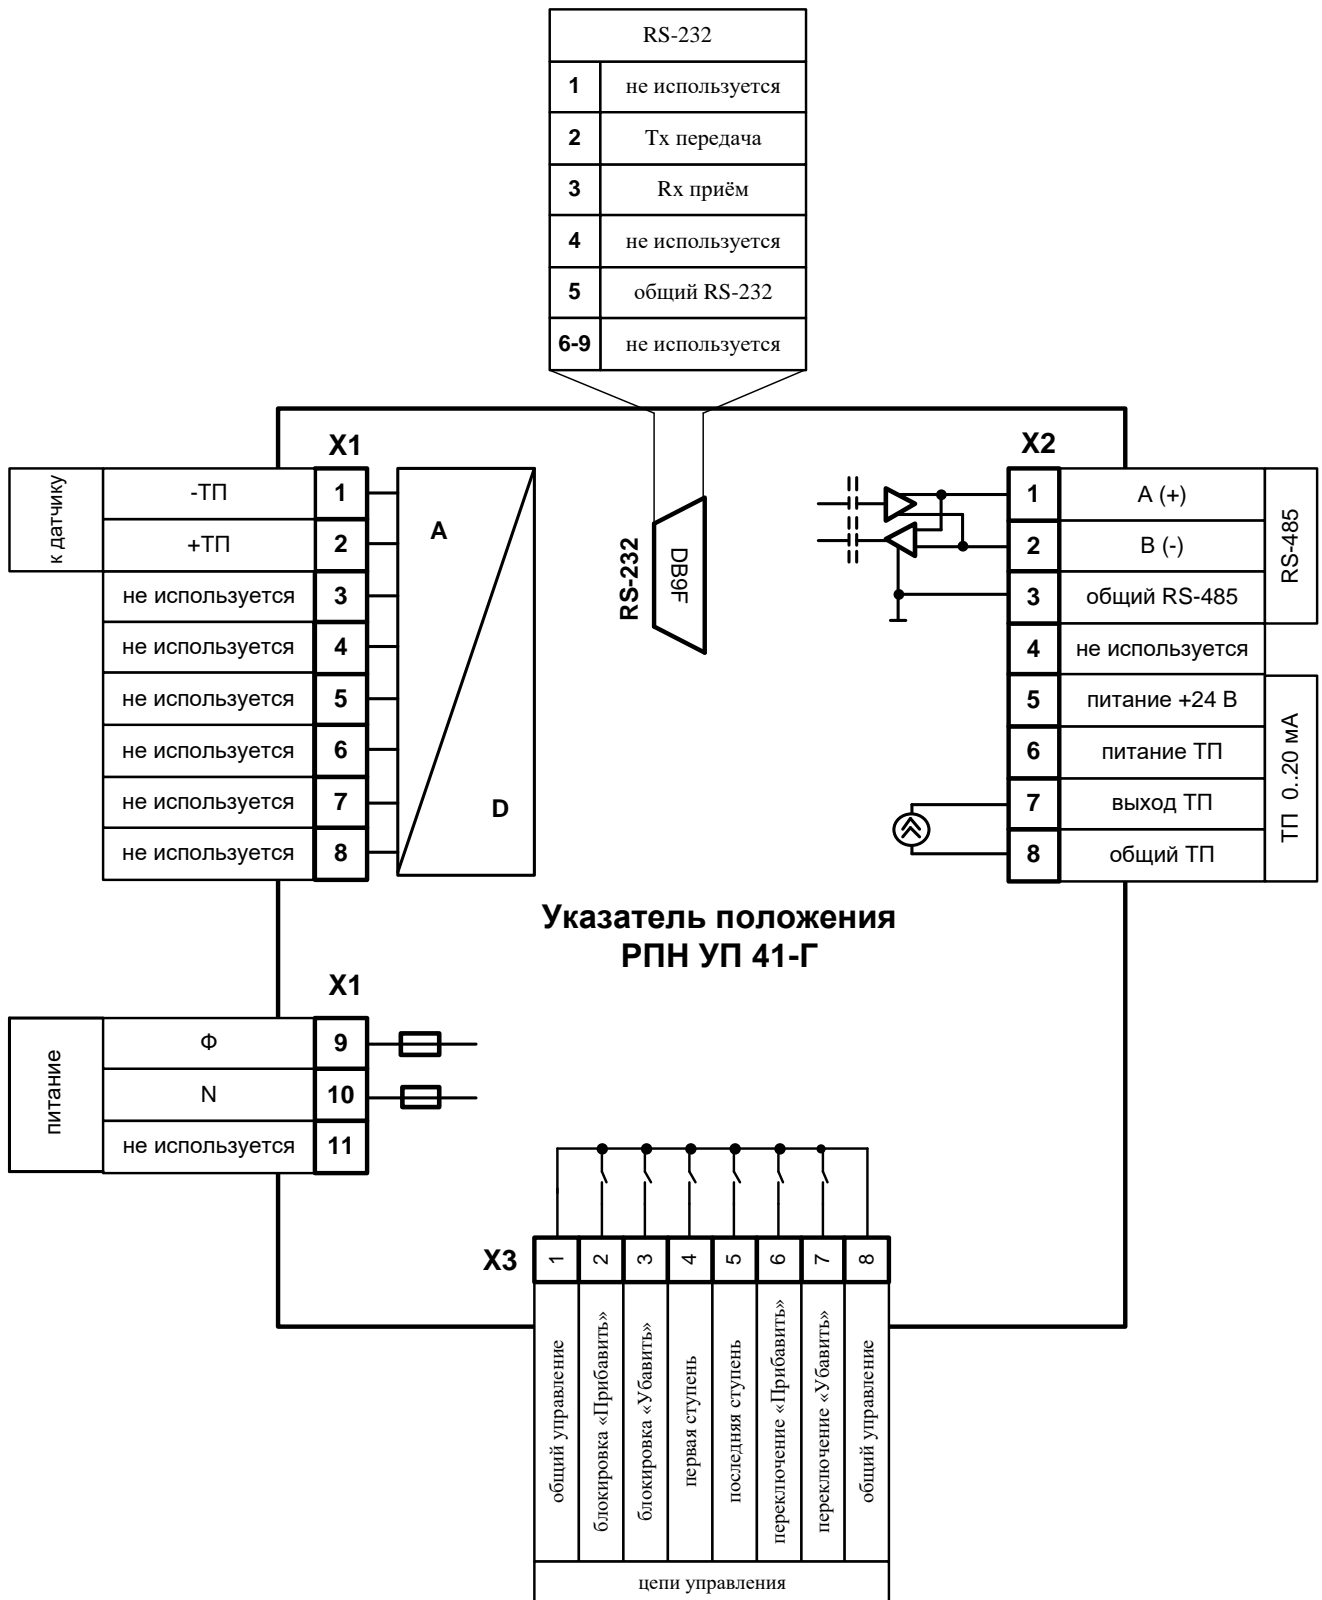 RS-232
1 не используется
2 Tx передача
3 Rx приём
4 не используется
5 общий RS-232
6-9 не используется
X1
к датчику
-ТП 1
+ТП 2
не используется 3
не используется 4
не используется 5
не используется 6
не используется 7
не используется 8
A
D
RS-232
DB9F
X2
1 A (+)
2 B (-)
3 общий RS-485
4 не используется
5 питание +24 В
6 питание ТП
7 выход ТП
8 общий ТП
RS-485
ТП 0..20 мА
Указатель положения
РПН УП 41-Г
X1
питание
Ф 9
N 10
не используется 11
X3
1 2 3 4 5 6 7 8
общий управление
блокировка «Прибавить»
блокировка «Убавить»
первая ступень
последняя ступень
переключение «Прибавить»
переключение «Убавить»
общий управление
цепи управления